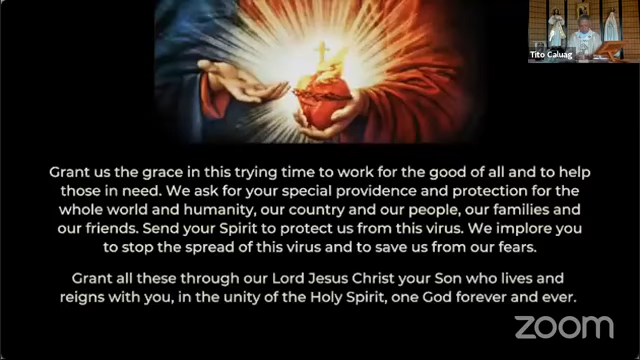 Tito Caluag
Grant us the grace in this trying time to work for the good of all and to help
those in need. We ask for your special providence and protection for the
whole world and humanity, our country and our people, our families and
our friends. Send your Spirit to protect us from this virus. We implore you
to stop the spread of this virus and to save us from our fears.
Grant all these through our Lord Jesus Christ your Son who lives and
reigns with you, in the unity of the Holy Spirit, one God forever and ever.
zoom